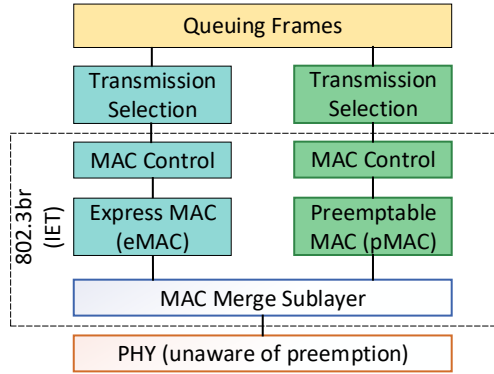 Queuing Frames
Transmission
Selection
Transmission
Selection
802.3br
(IET)
MAC Control
MAC Control
Express MAC
(eMAC)
Preemptable
MAC (pMAC)
MAC Merge Sublayer
PHY (unaware of preemption)